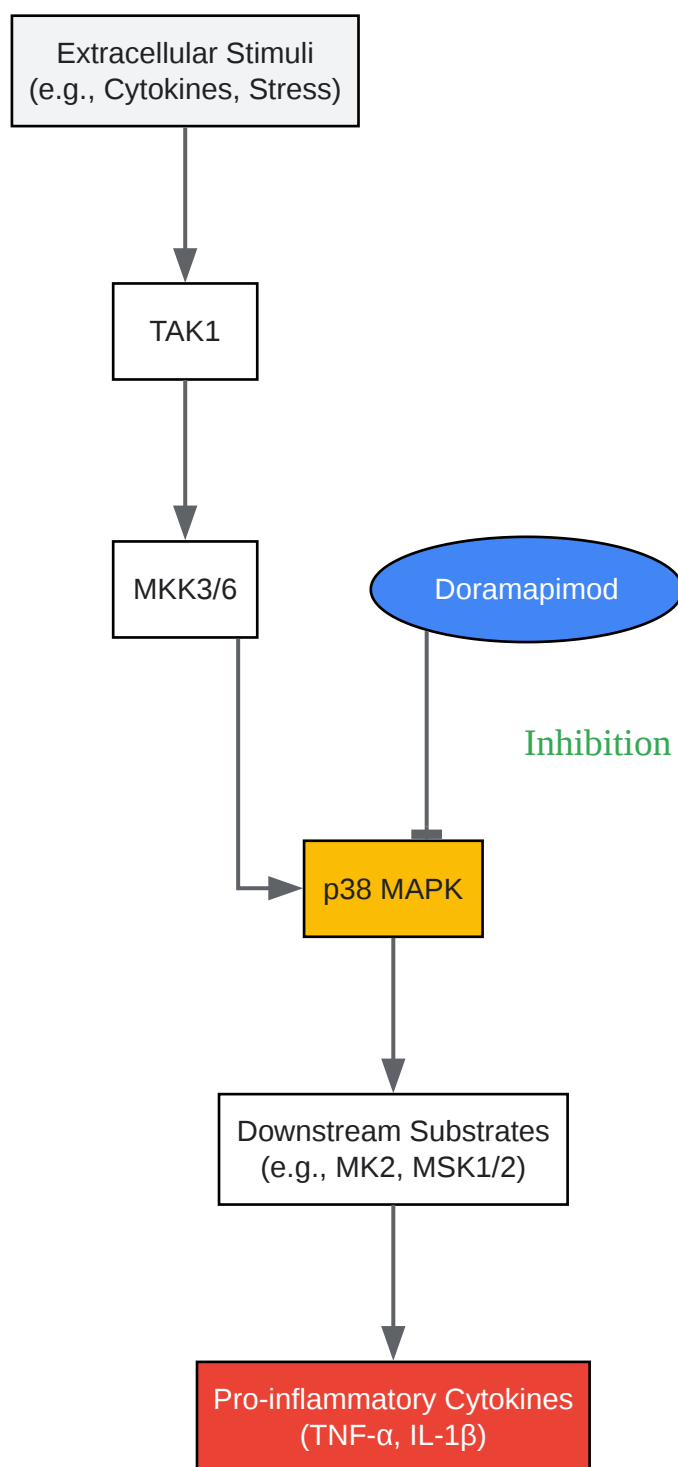 Extracellular Stimuli
(e.g., Cytokines, Stress)
TAK1
MKK3/6
Doramapimod
Inhibition
p38 MAPK
Downstream Substrates
(e.g., MK2, MSK1/2)
Pro-inflammatory Cytokines
(TNF-α, IL-1β)